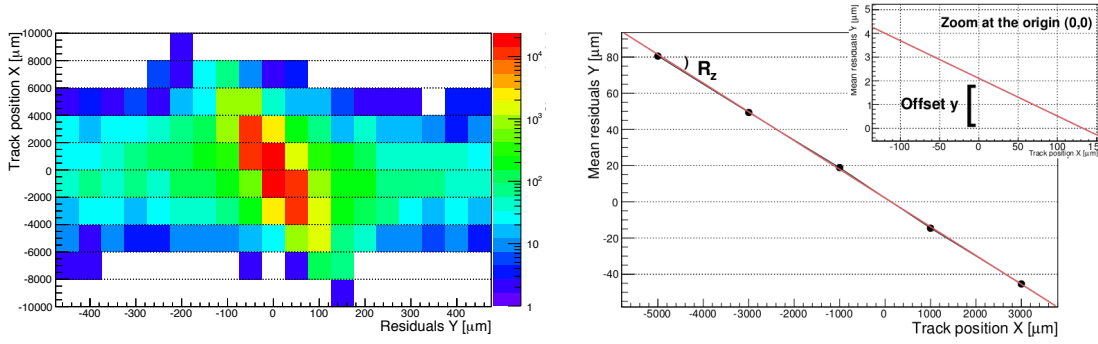 Track position X [μm]
10000
8000
6000
4000
2000
0
-2000
-4000
-6000
-8000
-10000
-400 -300 -200 -100 0 100 200 300 400
Residuals Y [μm]
10⁴
10³
10²
10
1
Mean residuals Y [μm]
80
60
40
20
0
-20
-40
-5000 -4000 -3000 -2000 -1000 0 1000 2000 3000
Track position X [μm]
R_z
Zoom at the origin (0,0)
Mean residuals Y [μm]
5
4
3
2
1
0
Offset y
-100 -50 0 50 100 150
Track position X [μm]